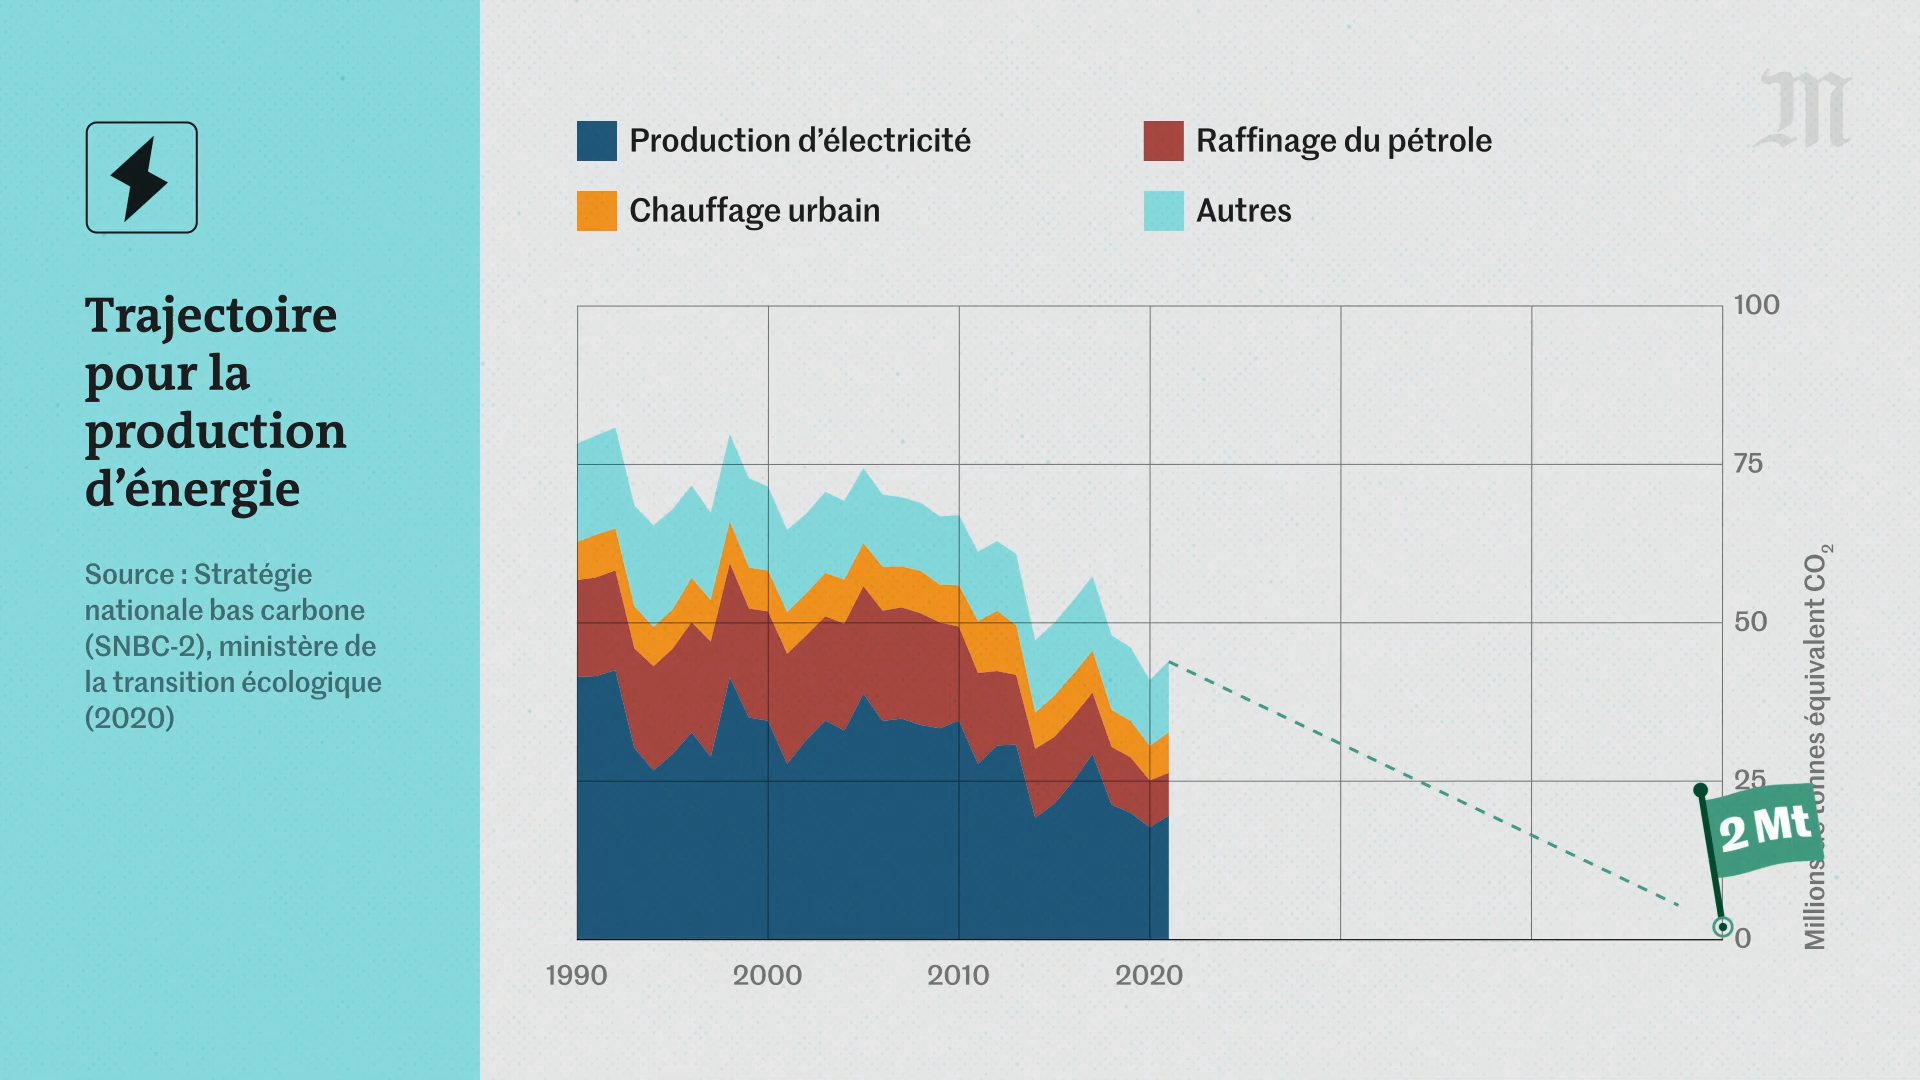 Trajectoire
pour la
production
d’énergie
Source : Stratégie
nationale bas carbone
(SNBC-2), ministère de
la transition écologique
(2020)
Production d’électricité
Raffinage du pétrole
Chauffage urbain
Autres
M
100
75
50
25
0
2 Mt
Millions de tonnes équivalent CO₂
1990
2000
2010
2020